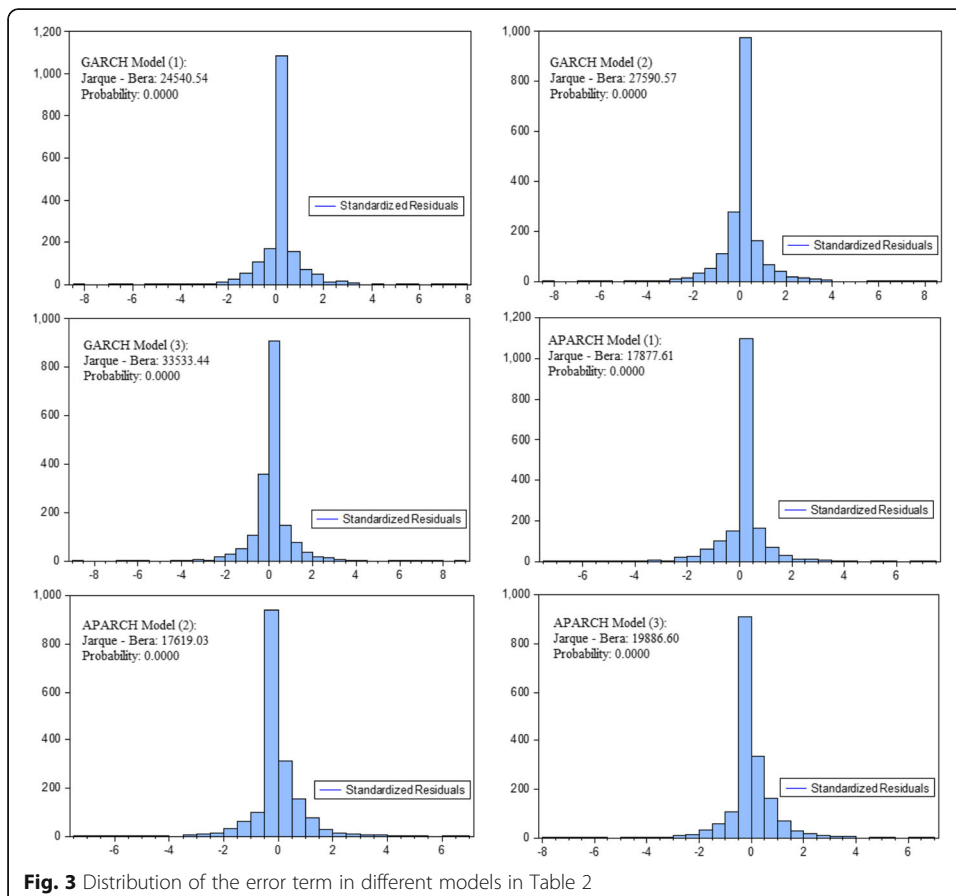 1,200
1,000
800
600
400
200
0
GARCH Model (1):
Jarque - Bera: 24540.54
Probability: 0.0000
Standardized Residuals
-8 -6 -4 -2 0 2 4 6 8
1,000
800
600
400
200
0
GARCH Model (2)
Jarque - Bera: 27590.57
Probability: 0.0000
Standardized Residuals
-8 -6 -4 -2 0 2 4 6 8
1,000
800
600
400
200
0
GARCH Model (3):
Jarque - Bera: 33533.44
Probability: 0.0000
Standardized Residuals
-8 -6 -4 -2 0 2 4 6 8
1,200
1,000
800
600
400
200
0
APARCH Model (1):
Jarque - Bera: 17877.61
Probability: 0.0000
Standardized Residuals
-6 -4 -2 0 2 4 6
1,000
800
600
400
200
0
APARCH Model (2):
Jarque - Bera: 17619.03
Probability: 0.0000
Standardized Residuals
-6 -4 -2 0 2 4 6
1,000
800
600
400
200
0
APARCH Model (3):
Jarque - Bera: 19886.60
Probability: 0.0000
Standardized Residuals
-8 -6 -4 -2 0 2 4 6
Fig. 3 Distribution of the error term in different models in Table 2